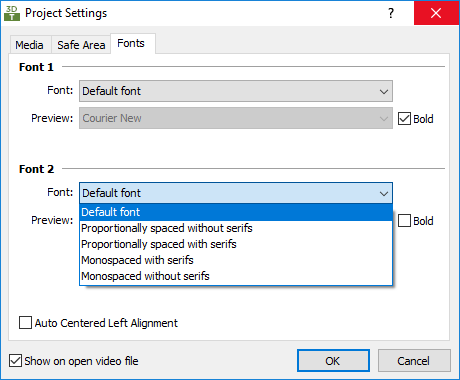 3D
T
Project Settings
Media Safe Area Fonts
Font 1
Font: Default font
Preview: Courier New Bold
Font 2
Font: Default font
Default font
Preview: Proportionally spaced without serifs Bold
Proportionally spaced with serifs
Monospaced with serifs
Monospaced without serifs
Auto Centered Left Alignment
Show on open video file OK Cancel